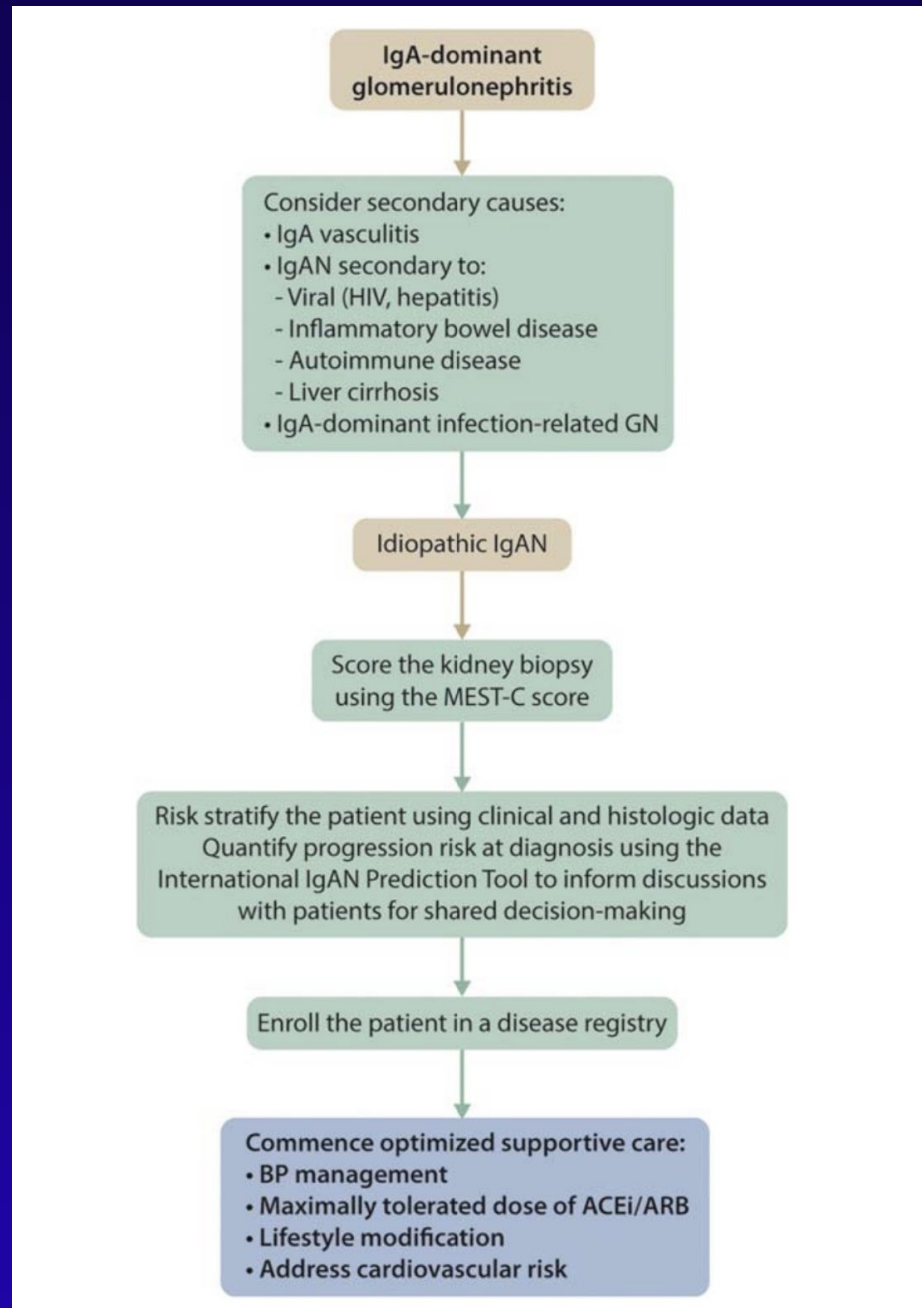 IgA-dominant
glomerulonephritis
Consider secondary causes:
• IgA vasculitis
• IgAN secondary to:
- Viral (HIV, hepatitis)
- Inflammatory bowel disease
- Autoimmune disease
- Liver cirrhosis
• IgA-dominant infection-related GN
Idiopathic IgAN
Score the kidney biopsy
using the MEST-C score
Risk stratify the patient using clinical and histologic data
Quantify progression risk at diagnosis using the
International IgAN Prediction Tool to inform discussions
with patients for shared decision-making
Enroll the patient in a disease registry
Commence optimized supportive care:
• BP management
• Maximally tolerated dose of ACEi/ARB
• Lifestyle modification
• Address cardiovascular risk